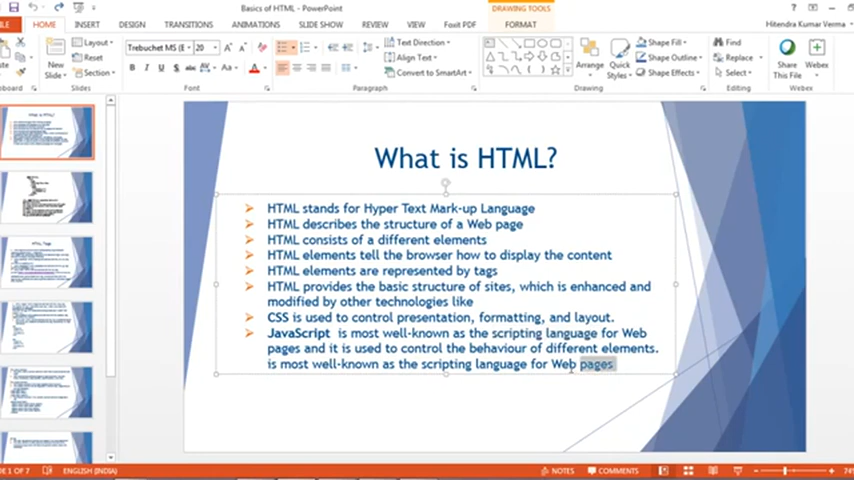 Basics of HTML - PowerPoint
DRAWING TOOLS
HOME INSERT DESIGN TRANSITIONS ANIMATIONS SLIDE SHOW REVIEW VIEW Foxit PDF FORMAT
Hitendra Kumar Verma
New Slide
Layout
Reset
Section
Slides
Trebuchet MS (E
20
Paragraph
Text Direction
Align Text
Convert to SmartArt
Arrange
Quick Styles
Shape Fill
Shape Outline
Shape Effects
Drawing
Find
Replace
Select
Editing
Share This File
Webex
Webex
What is HTML?
HTML stands for Hyper Text Mark-up Language
HTML describes the structure of a Web page
HTML consists of a different elements
HTML elements tell the browser how to display the content
HTML elements are represented by tags
HTML provides the basic structure of sites, which is enhanced and
modified by other technologies like
CSS is used to control presentation, formatting, and layout.
JavaScript is most well-known as the scripting language for Web
pages and it is used to control the behaviour of different elements.
is most well-known as the scripting language for Web pages
1 OF 7
ENGLISH (INDIA)
NOTES
COMMENTS